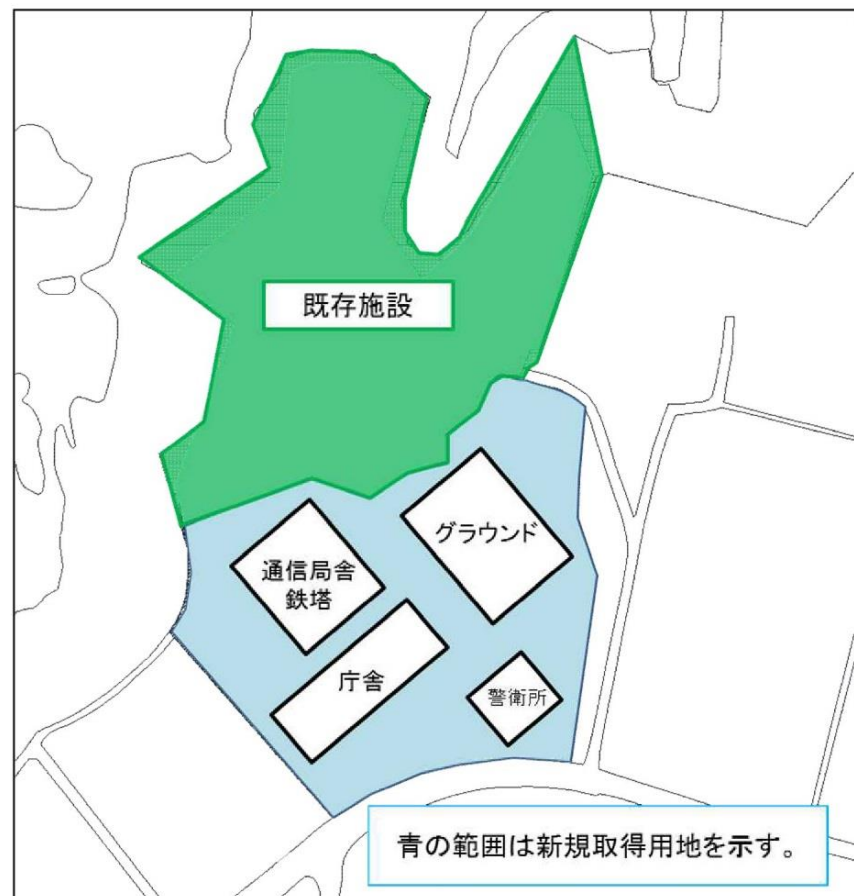 既存施設
グラウンド
通信局舎
鉄塔
庁舎
警衛所
青の範囲は新規取得用地を示す。